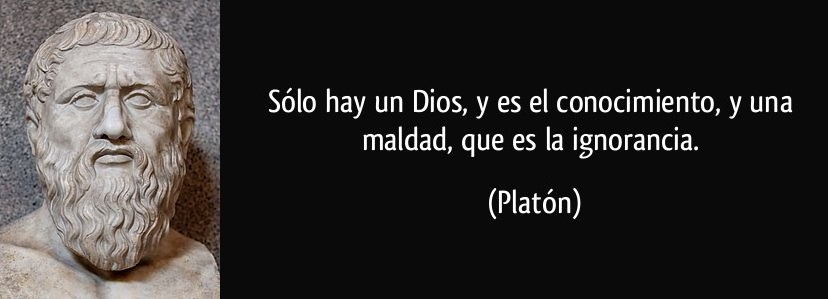 Sólo hay un Dios, y es el conocimiento, y una
maldad, que es la ignorancia.
(Platón)